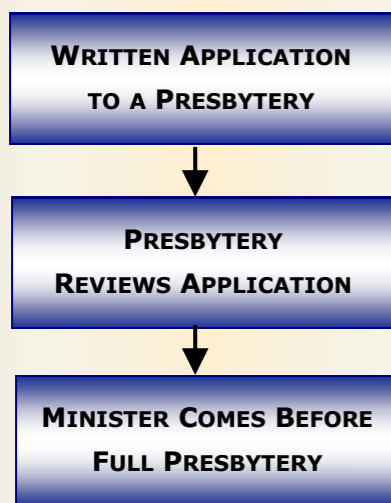 WRITTEN APPLICATION
TO A PRESBYTERY
PRESBYTERY
REVIEWS APPLICATION
MINISTER COMES BEFORE
FULL PRESBYTERY